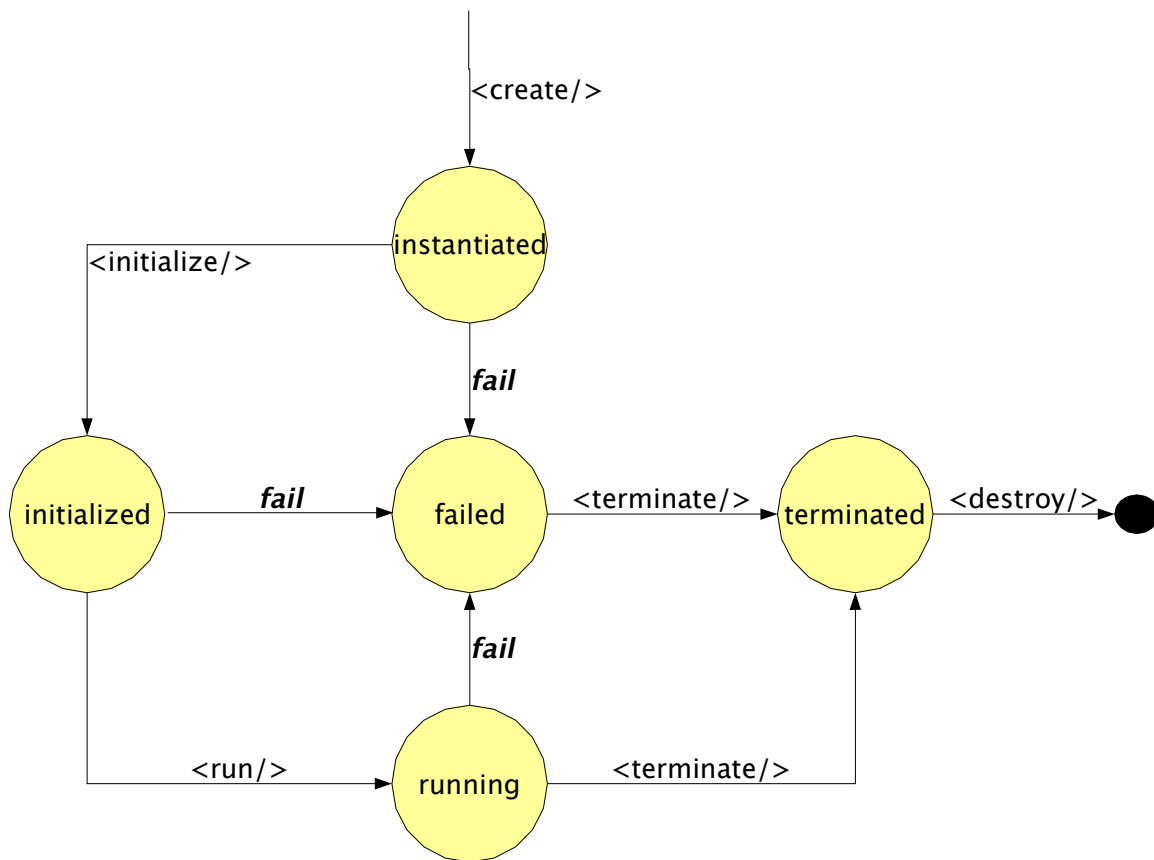 <create/>
instantiated
<initialize/>
fail
initialized
fail
failed
<terminate/>
terminated
<destroy/>
fail
<run/>
running
<terminate/>